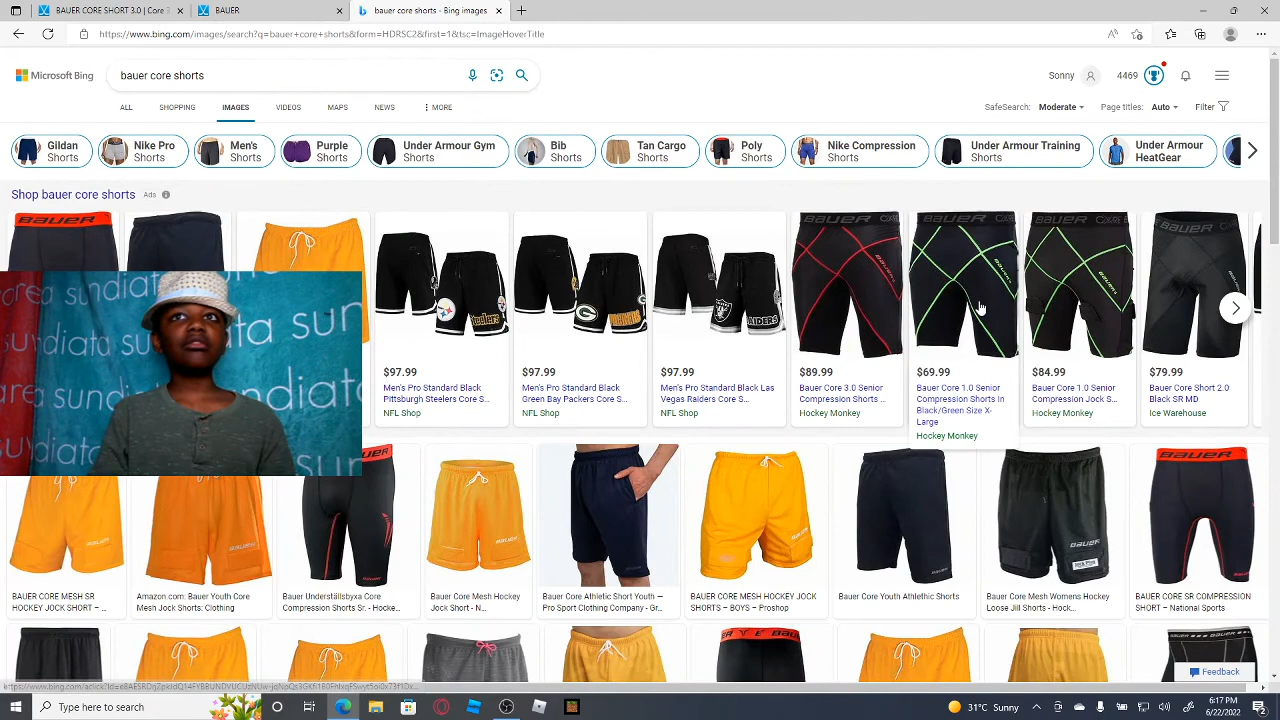 BAUER CORE SHORT 3.0 | Core 3
BAUER
bauer core shorts - Bing images
https://www.bing.com/images/search?q=bauer+core+shorts&form=HDRSC2&first=1&tsc=ImageHoverTitle
Microsoft Bing
bauer core shorts
Sonny
4469
ALL
SHOPPING
IMAGES
VIDEOS
MAPS
NEWS
MORE
SafeSearch: Moderate
Page titles: Auto
Filter
Gildan
Shorts
Nike Pro
Shorts
Men's
Shorts
Purple
Shorts
Under Armour Gym
Shorts
Bib
Shorts
Tan Cargo
Shorts
Poly
Shorts
Nike Compression
Shorts
Under Armour Training
Shorts
Under Armour
HeatGear
Shop bauer core shorts Ads
$97.99
Men's Pro Standard Black
Pittsburgh Steelers Core S...
NFL Shop
$97.99
Men's Pro Standard Black
Green Bay Packers Core S...
NFL Shop
$97.99
Men's Pro Standard Black Las
Vegas Raiders Core S...
NFL Shop
$89.99
Bauer Core 3.0 Senior
Compression Shorts ...
Hockey Monkey
$69.99
Bauer Core 1.0 Senior
Compression Shorts In
Black/Green Size X-
Large
Hockey Monkey
$84.99
Bauer Core 1.0 Senior
Compression Jock S...
Hockey Monkey
$79.99
Bauer Core Short 2.0
Black SR MD
Ice Warehouse
BAUER CORE MESH SR
HOCKEY JOCK SHORT – ...
Amazon.com: Bauer Youth Core
Mesh Jock Shorts: Clothing
Bauer Underställsbyxa Core
Compression Shorts Sr. - Hocke...
Bauer Core Mesh Hockey
Jock Short - N...
Bauer Core Athletic Short Youth —
Pro Sport Clothing Company - Gr...
BAUER CORE MESH HOCKEY JOCK
SHORTS – BOYS – Proshop
Bauer Core Youth Athlethic Shorts
Bauer Core Mesh Womens Hockey
Loose Jill Shorts - Hock...
BAUER CORE SR COMPRESSION
SHORT – National Sports
Feedback
Type here to search
31°C Sunny
6:17 PM
6/22/2022
2